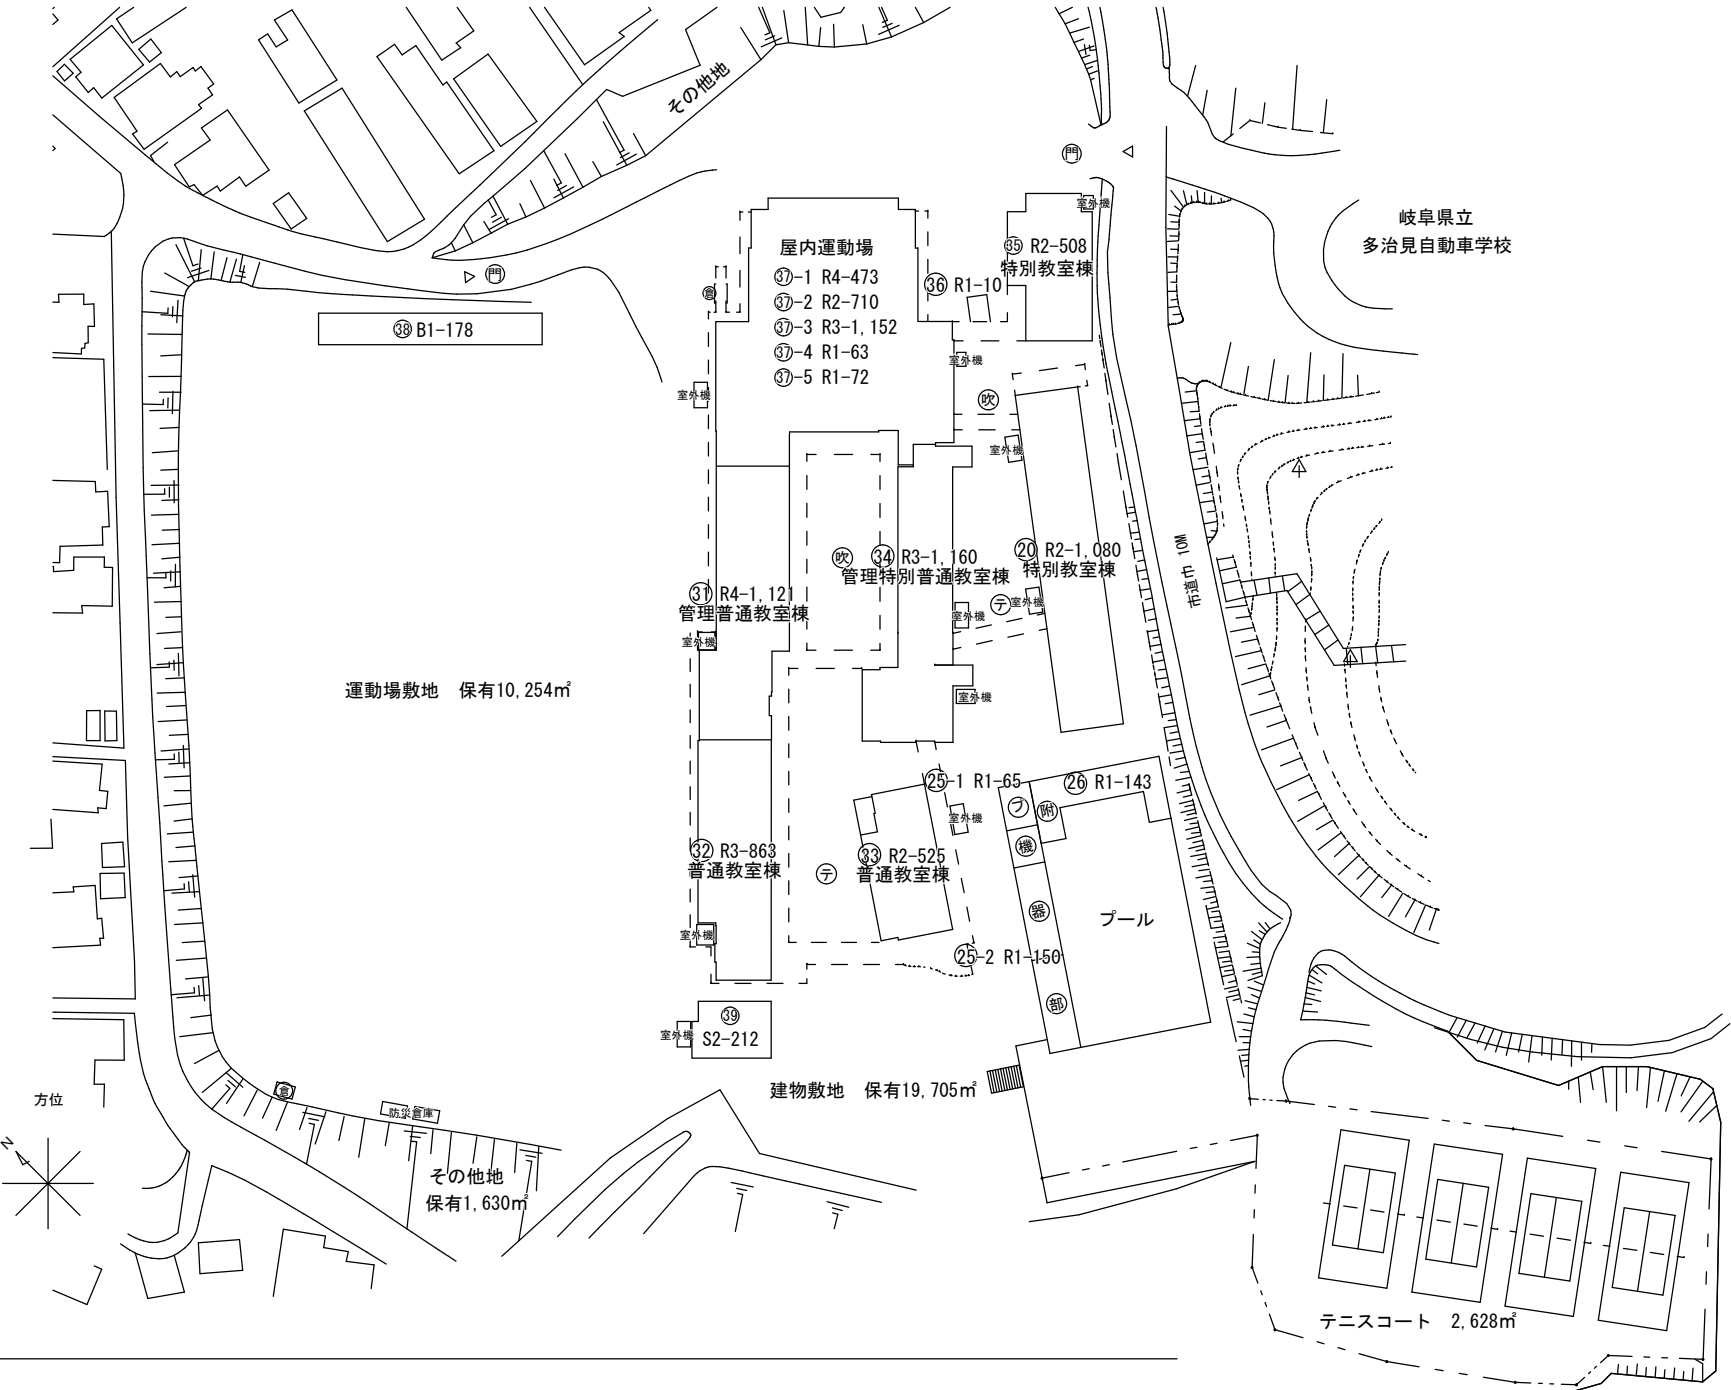 その他地
門
岐阜県立
多治見自動車学校
室外機
㉟ R2-508
特別教室棟
屋内運動場
㊲-1 R4-473
㊲-2 R2-710
㊲-3 R3-1,152
㊲-4 R1-63
㊲-5 R1-72
門
倉
㊱ R1-10
㊳ B1-178
室外機
室外機
吹
室外機
市道巾 10M
吹
㉞ R3-1,160
管理特別普通教室棟
⑳ R2-1,080
特別教室棟
㉛ R4-1,121
管理普通教室棟
テ
室外機
室外機
室外機
運動場敷地 保有10,254㎡
室外機
㉕-1 R1-65
㉖ R1-143
プ
附
室外機
機
㉜ R3-863
普通教室棟
㉝ R2-525
普通教室棟
テ
器
プール
室外機
㉕-2 R1-150
部
㊴
S2-212
室外機
建物敷地 保有19,705㎡
倉
防災倉庫
方位
N
その他地
保有1,630㎡
テニスコート 2,628㎡